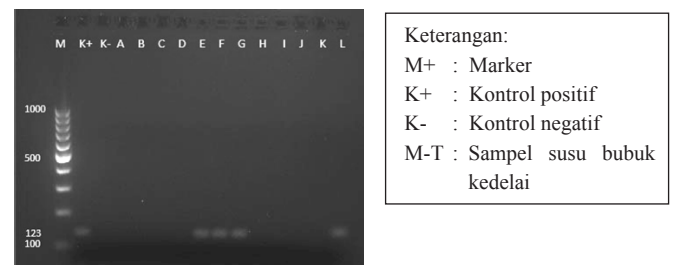 M K+ K- A B C D E F G H I J K L
1000
500
123
100
Keterangan:
M+ : Marker
K+ : Kontrol positif
K- : Kontrol negatif
M-T : Sampel susu bubuk
kedelai